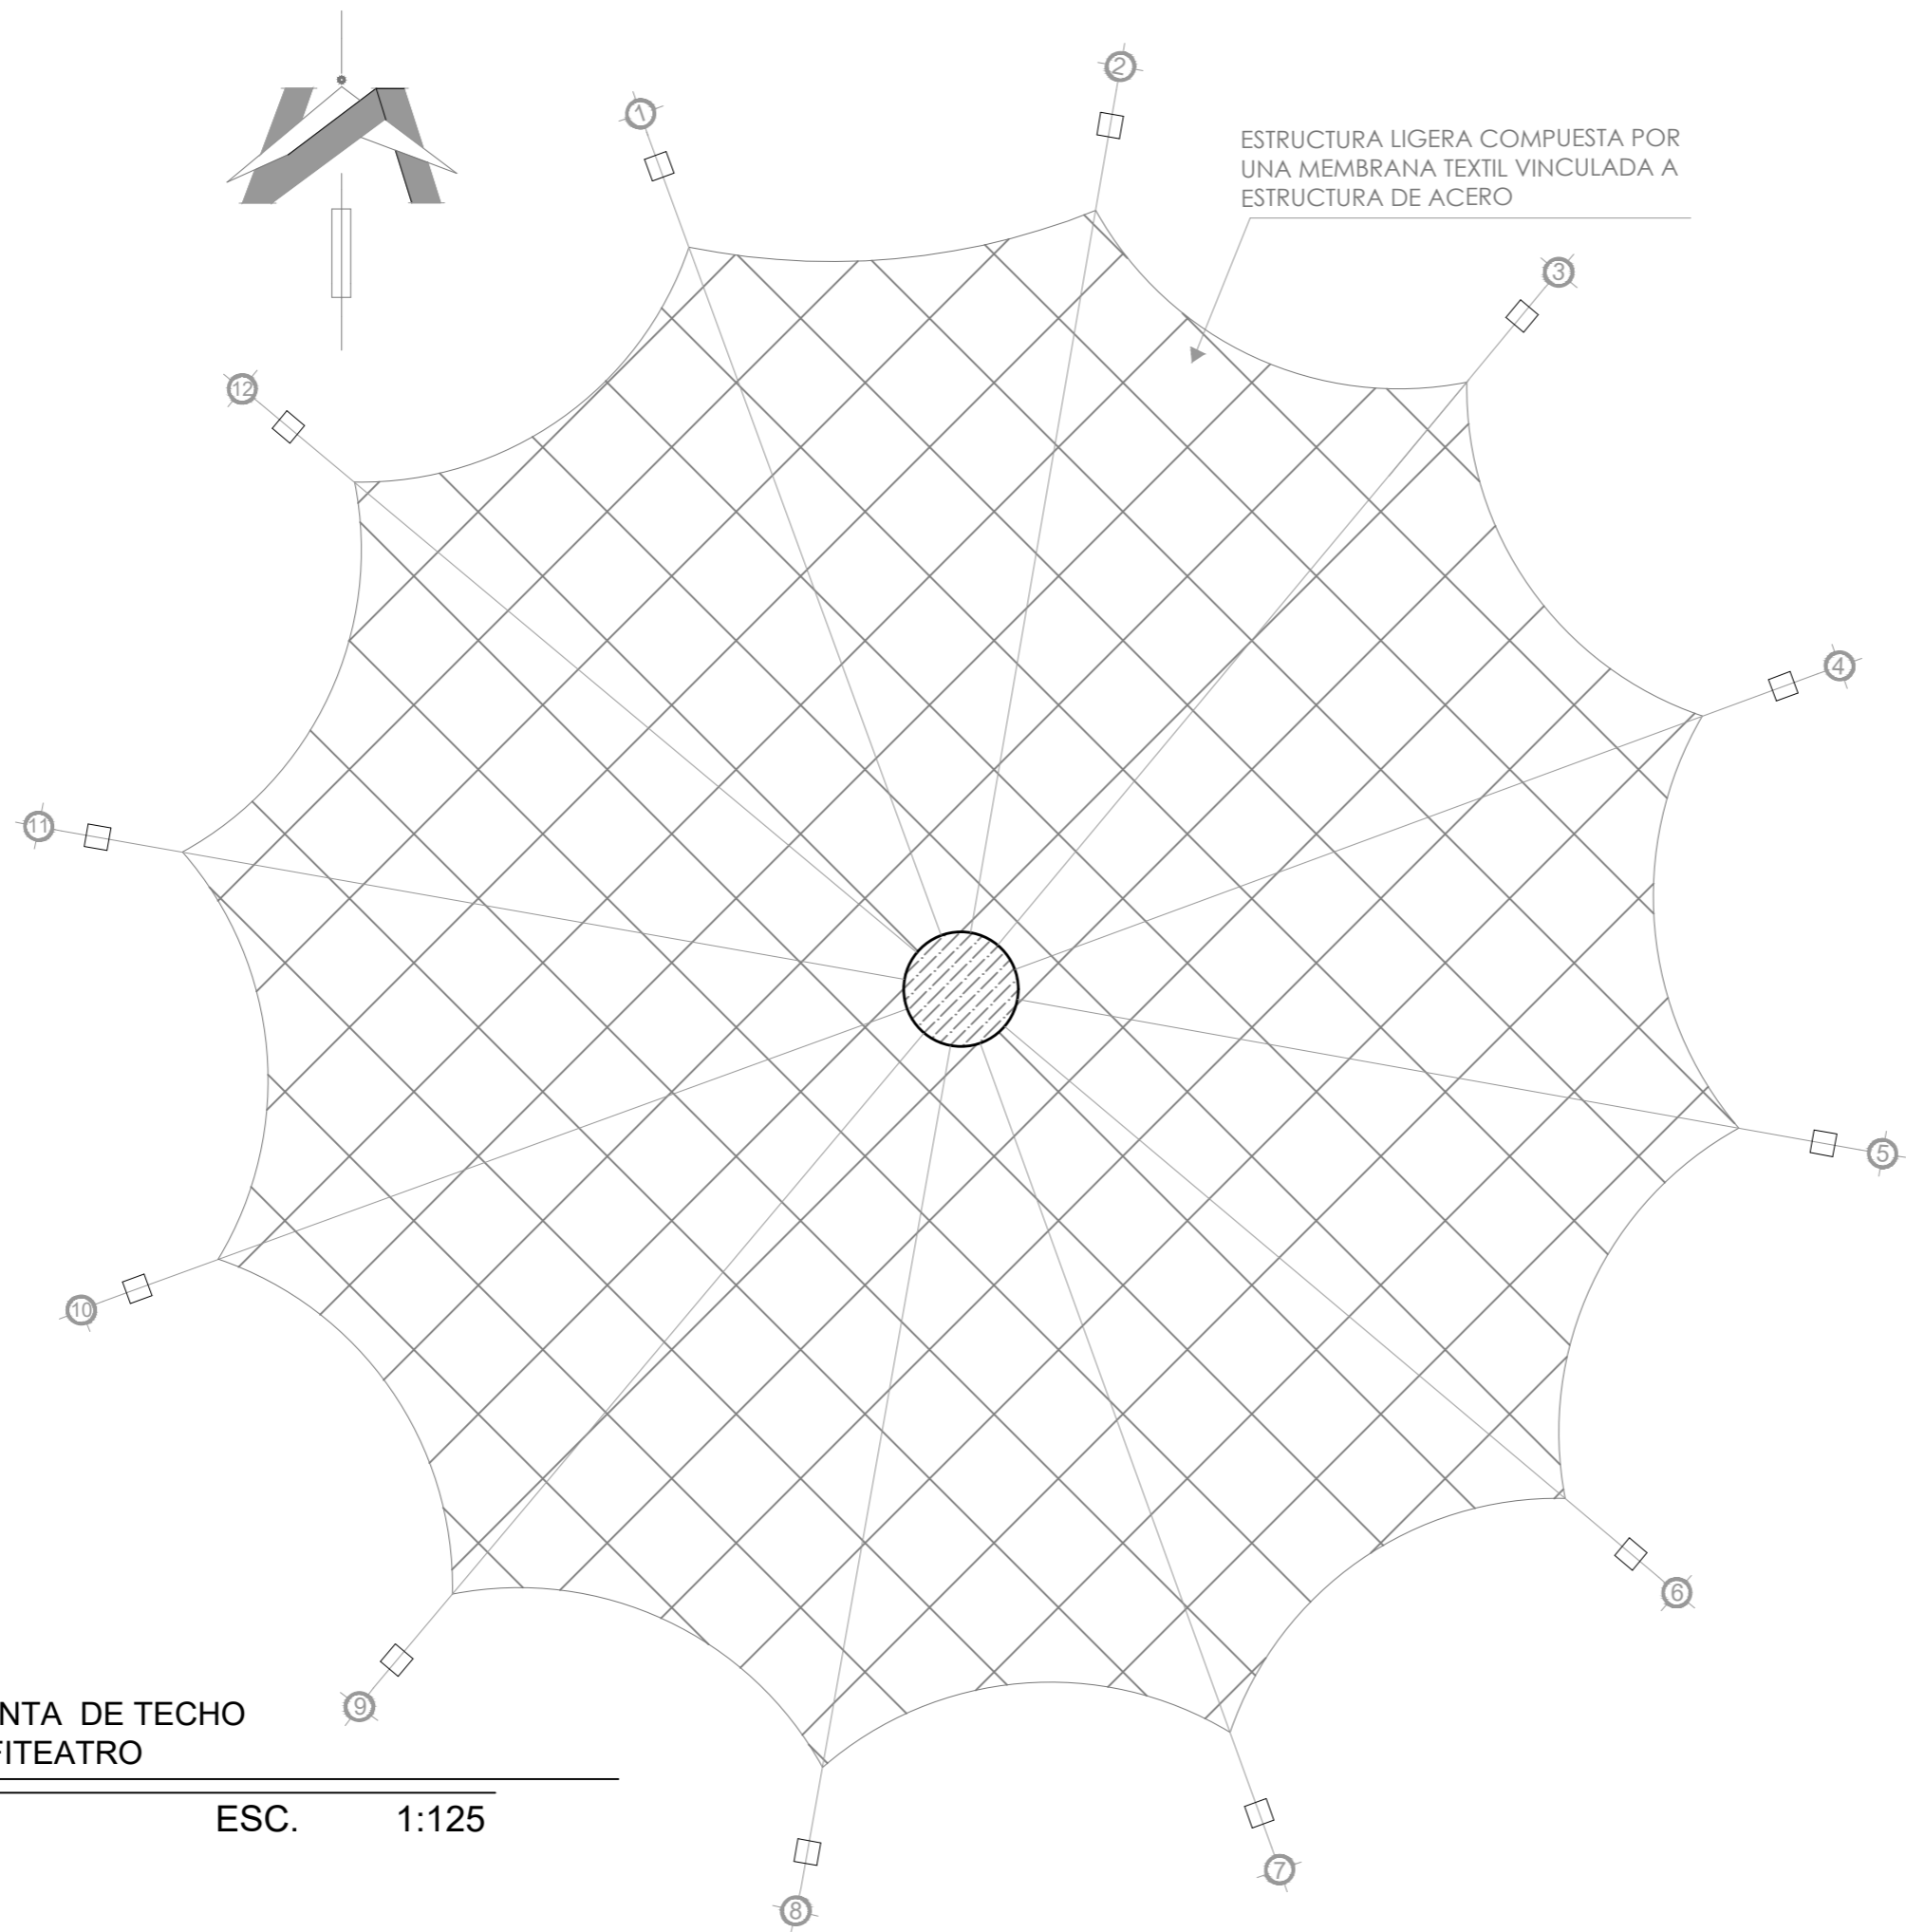 1
2
ESTRUCTURA LIGERA COMPUESTA POR
UNA MEMBRANA TEXTIL VINCULADA A
ESTRUCTURA DE ACERO
3
12
4
11
5
10
6
9
NTA DE TECHO
FITEATRO
ESC. 1:125
7
8